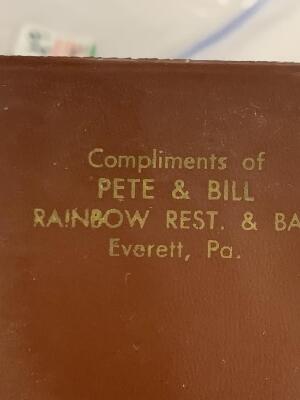 Compliments of
PETE & BILL
RAINBOW REST. & BA
Everett, Pa.